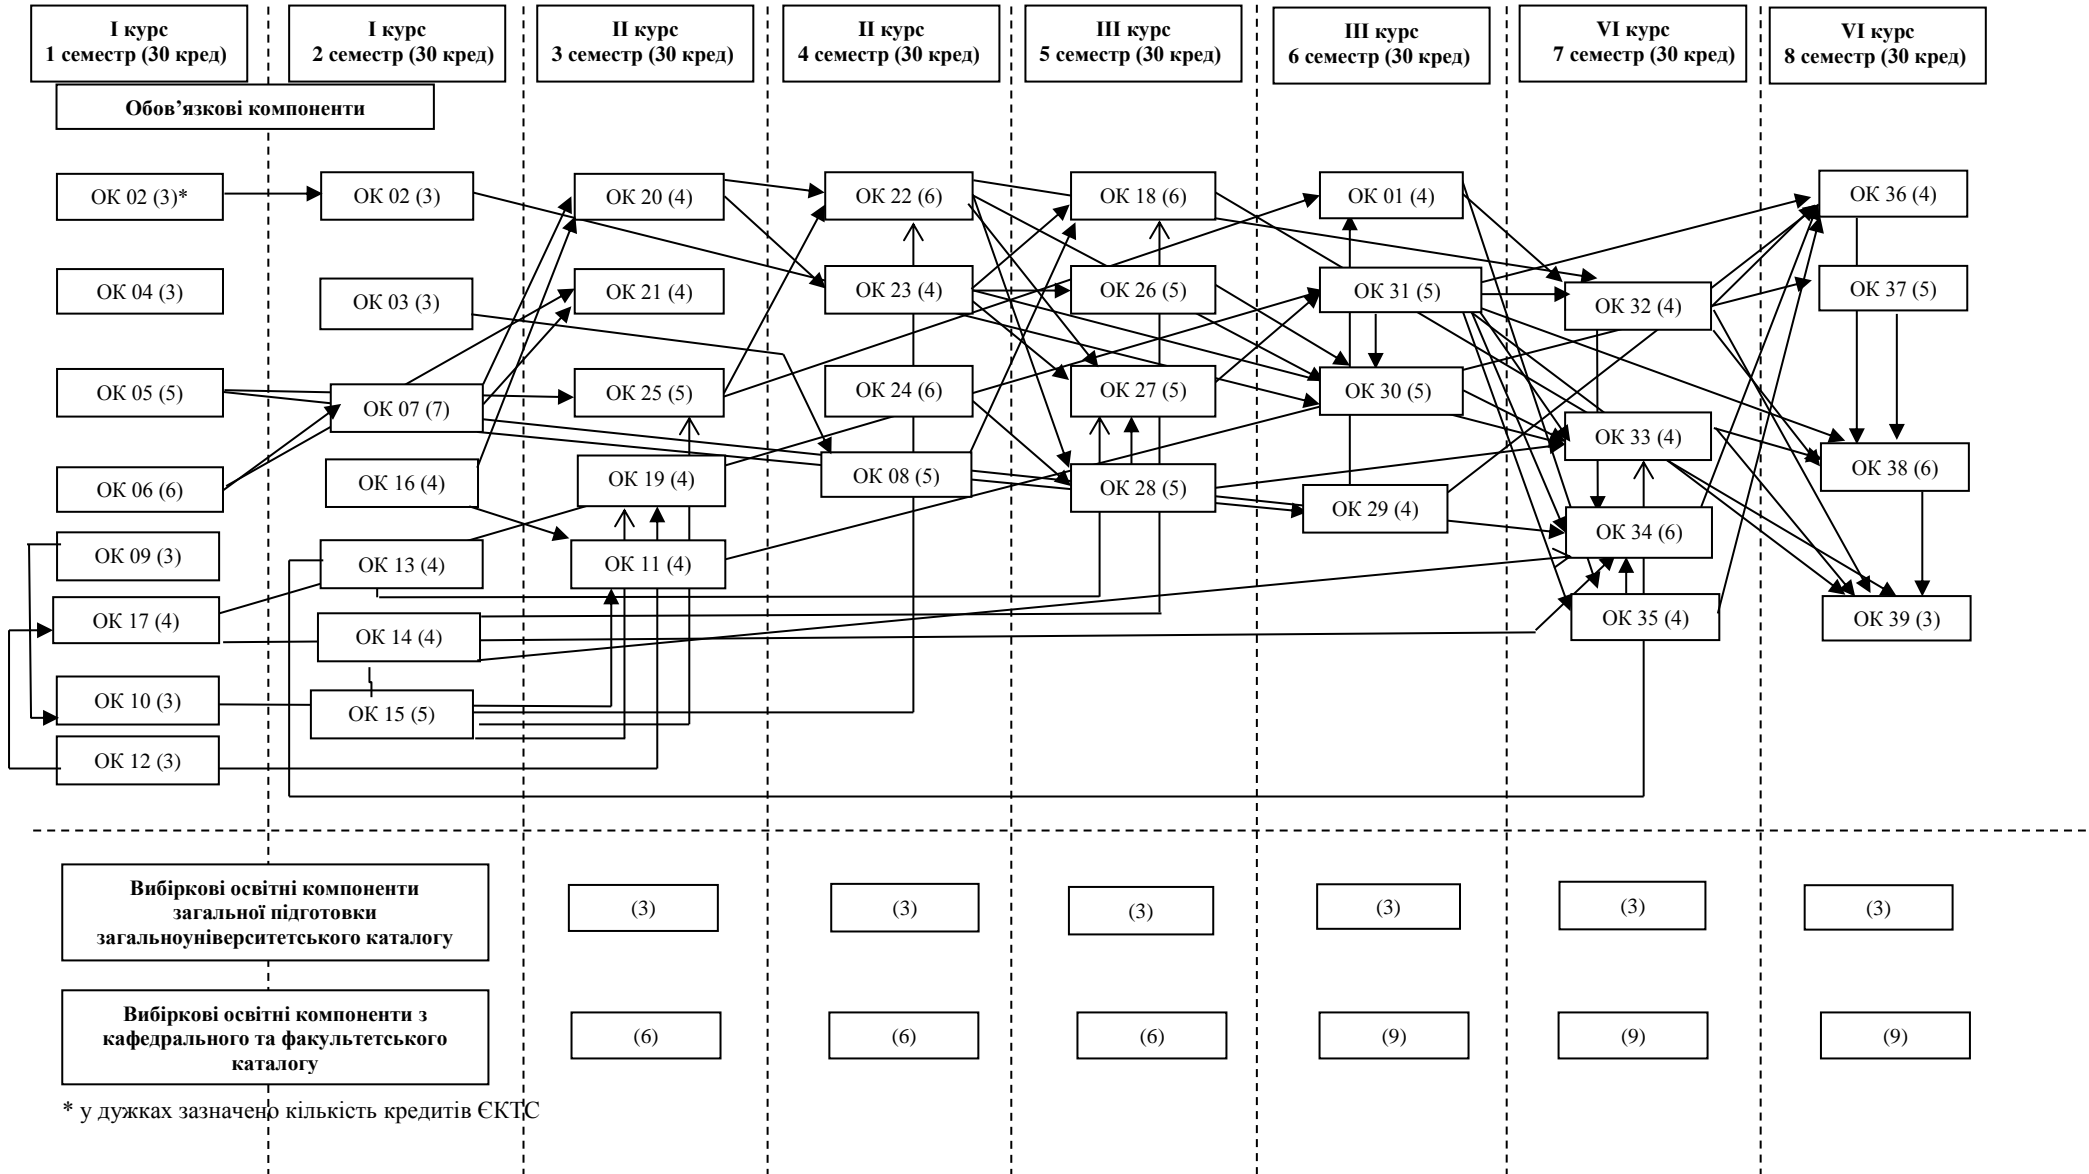 I курс
1 семестр (30 кред)
I курс
2 семестр (30 кред)
II курс
3 семестр (30 кред)
II курс
4 семестр (30 кред)
III курс
5 семестр (30 кред)
III курс
6 семестр (30 кред)
VI курс
7 семестр (30 кред)
VI курс
8 семестр (30 кред)
Обов’язкові компоненти
ОК 02 (3)*
ОК 04 (3)
ОК 05 (5)
ОК 06 (6)
ОК 09 (3)
ОК 17 (4)
ОК 10 (3)
ОК 12 (3)
ОК 02 (3)
ОК 03 (3)
ОК 07 (7)
ОК 16 (4)
ОК 13 (4)
ОК 14 (4)
ОК 15 (5)
ОК 20 (4)
ОК 21 (4)
ОК 25 (5)
ОК 19 (4)
ОК 11 (4)
ОК 22 (6)
ОК 23 (4)
ОК 24 (6)
ОК 08 (5)
ОК 18 (6)
ОК 26 (5)
ОК 27 (5)
ОК 28 (5)
ОК 01 (4)
ОК 31 (5)
ОК 30 (5)
ОК 29 (4)
ОК 32 (4)
ОК 33 (4)
ОК 34 (6)
ОК 35 (4)
ОК 36 (4)
ОК 37 (5)
ОК 38 (6)
ОК 39 (3)
Вибіркові освітні компоненти
загальної підготовки
загальноуніверситетського каталогу
(3)
(3)
(3)
(3)
(3)
(3)
Вибіркові освітні компоненти з
кафедрального та факультетського
каталогу
(6)
(6)
(6)
(9)
(9)
(9)
* у дужках зазначено кількість кредитів ЄКТС